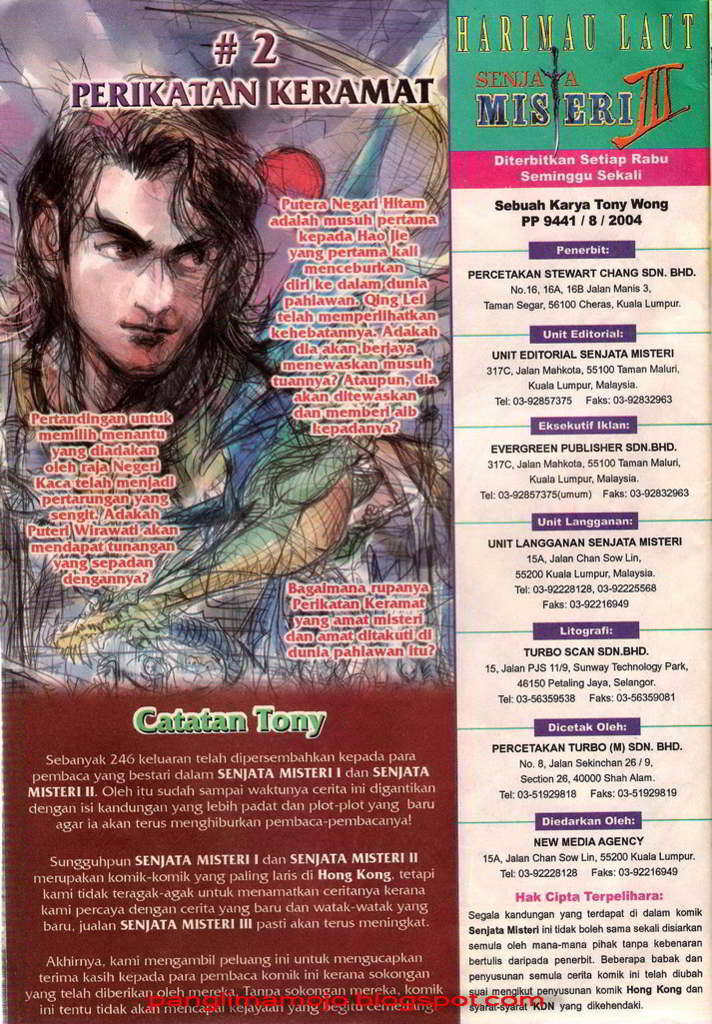 # 2
PERIKATAN KERAMAT
Putera Negari Hitam
adalah musuh pertama
kepada Hao Jie
yang pertama kali
menceburkan
diri ke dalam dunia
pahlawan. Qing Lei
telah memperlihatkan
kehebatannya. Adakah
dia akan berjaya
menewaskan musuh
tuannya? Ataupun, dia
akan ditewaskan
dan memberi aib
kepadanya?
Pertandingan untuk
memilih menantu
yang diadakan
oleh raja Negeri
Kaca telah menjadi
pertarungan yang
sengit. Adakah
Puteri Wirawati akan
mendapat tunangan
yang sepadan
dengannya?
Bagaimana rupanya
Perikatan Keramat
yang amat misteri
dan amat ditakuti di
dunia pahlawan itu?
Catatan Tony
Sebanyak 246 keluaran telah dipersembahkan kepada para
pembaca yang bestari dalam SENJATA MISTERI I dan SENJATA
MISTERI II. Oleh itu sudah sampai waktunya cerita ini digantikan
dengan isi kandungan yang lebih padat dan plot-plot yang baru
agar ia akan terus menghiburkan pembaca-pembacanya!
Sungguhpun SENJATA MISTERI I dan SENJATA MISTERI II
merupakan komik-komik yang paling laris di Hong Kong, tetapi
kami tidak teragak-agak untuk menamatkan ceritanya kerana
kami percaya dengan cerita yang baru dan watak-watak yang
baru, jualan SENJATA MISTERI III pasti akan terus meningkat.
Akhirnya, kami mengambil peluang ini untuk mengucapkan
terima kasih kepada para pembaca komik ini kerana sokongan
yang telah diberikan oleh mereka. Tanpa sokongan mereka, komik
ini tentu tidak akan mencapai kejayaan yang begitu cemerlang.
panglimamojo.blogspot.com
HARIMAU LAUT
SENJATA
MISTERI III
Diterbitkan Setiap Rabu
Seminggu Sekali
Sebuah Karya Tony Wong
PP 9441 / 8 / 2004
Penerbit:
PERCETAKAN STEWART CHANG SDN. BHD.
No.16, 16A, 16B Jalan Manis 3,
Taman Segar, 56100 Cheras, Kuala Lumpur.
Unit Editorial:
UNIT EDITORIAL SENJATA MISTERI
317C, Jalan Mahkota, 55100 Taman Maluri,
Kuala Lumpur, Malaysia.
Tel: 03-92857375 Faks: 03-92832963
Eksekutif Iklan:
EVERGREEN PUBLISHER SDN.BHD.
317C, Jalan Mahkota, 55100 Taman Maluri,
Kuala Lumpur, Malaysia.
Tel: 03-92857375(umum) Faks: 03-92832963
Unit Langganan:
UNIT LANGGANAN SENJATA MISTERI
15A, Jalan Chan Sow Lin,
55200 Kuala Lumpur, Malaysia.
Tel: 03-92228128, 03-92225568
Faks: 03-92216949
Litografi:
TURBO SCAN SDN.BHD.
15, Jalan PJS 11/9, Sunway Technology Park,
46150 Petaling Jaya, Selangor.
Tel: 03-56359538 Faks: 03-56359081
Dicetak Oleh:
PERCETAKAN TURBO (M) SDN. BHD.
No. 8, Jalan Sekinchan 26 / 9,
Section 26, 40000 Shah Alam.
Tel: 03-51929818 Faks: 03-51929819
Diedarkan Oleh:
NEW MEDIA AGENCY
15A, Jalan Chan Sow Lin, 55200 Kuala Lumpur.
Tel: 03-92228128 Faks: 03-92216949
Hak Cipta Terpelihara:
Segala kandungan yang terdapat di dalam komik
Senjata Misteri ini tidak boleh sama sekali disiarkan
semula oleh mana-mana pihak tanpa kebenaran
bertulis daripada penerbit. Beberapa babak dan
penyusunan semula cerita komik ini telah diubah
suai mengikut penyusunan komik Hong Kong dan
syarat-syarat KDN yang dikehendaki.